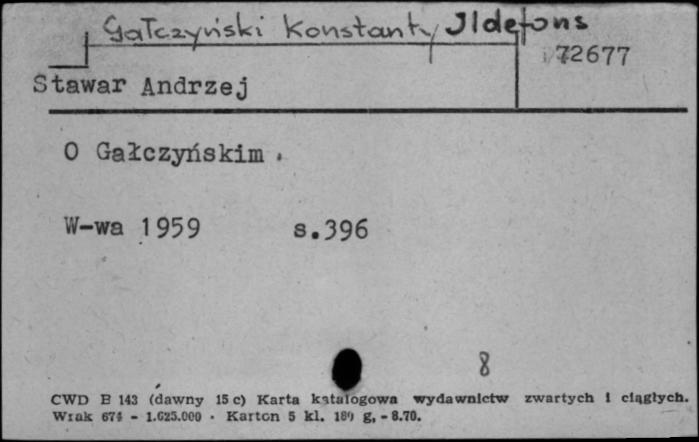 Gałczyński Konstanty Ildefons
72677
Stawar Andrzej
O Gałczyńskim.
W-wa 1959 s.396
8
CWD B 143 (dawny 15 c) Karta katalogowa wydawnictw zwartych i ciągłych.
Wzak 674 - 1.625.000 · Karton 5 kl. 180 g, - 8.70.